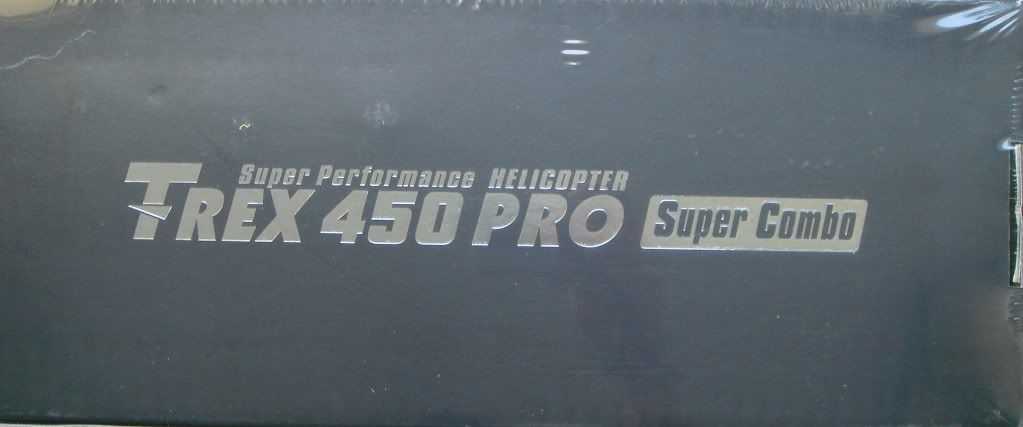 Super Performance HELICOPTER
TREX 450 PRO Super Combo